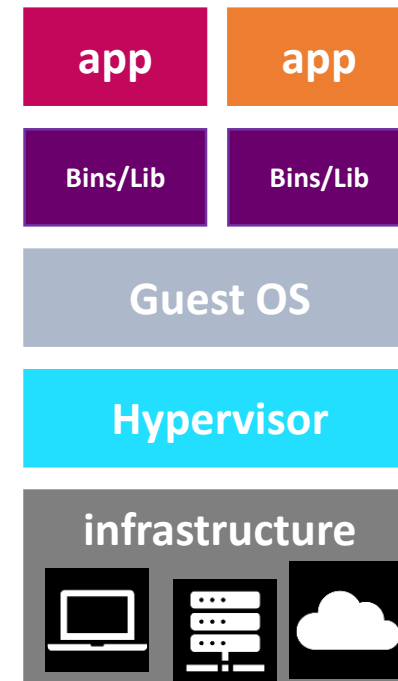 app app
Bins/Lib Bins/Lib
Guest OS
Hypervisor
infrastructure